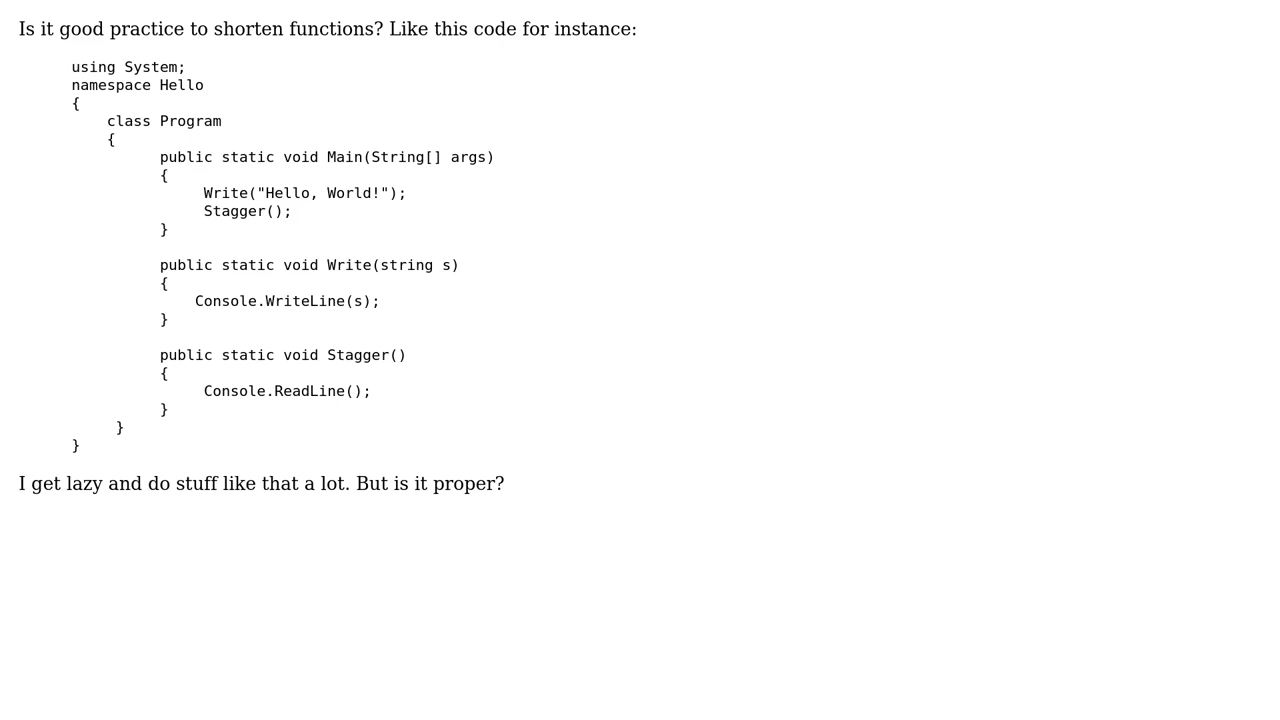 Is it good practice to shorten functions? Like this code for instance:
using System;
namespace Hello
{
    class Program
    {
          public static void Main(String[] args)
          {
               Write("Hello, World!");
               Stagger();
          }

          public static void Write(string s)
          {
              Console.WriteLine(s);
          }

          public static void Stagger()
          {
               Console.ReadLine();
          }
     }
}
I get lazy and do stuff like that a lot. But is it proper?